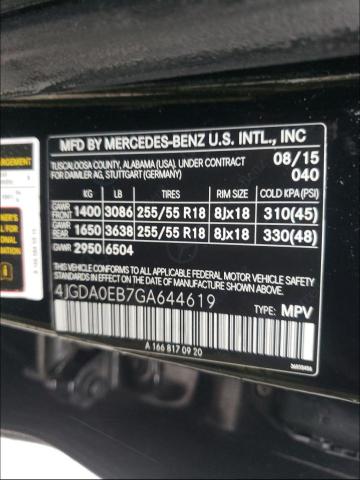 MFD BY MERCEDES-BENZ U.S. INTL., INC
TUSCALOOSA COUNTY, ALABAMA (USA). UNDER CONTRACT 08/15
FOR DAIMLER AG, STUTTGART (GERMANY) 040
KG LB TIRES RIM SIZE COLD KPA(PSI)
GAWR FRONT 1400 3086 255/55 R18 8Jx18 310(45)
GAWR REAR 1650 3638 255/55 R18 8Jx18 330(48)
GVWR 2950 6504
THIS VEHICLE CONFORMS TO ALL APPLICABLE
FEDERAL MOTOR VEHICLE SAFETY STANDARDS
IN EFFECT ON THE DATE OF
MANUFACTURE SHOWN ABOVE.
4JGDA0EB7GA644619 TYPE: MPV
A 166 817 09 20